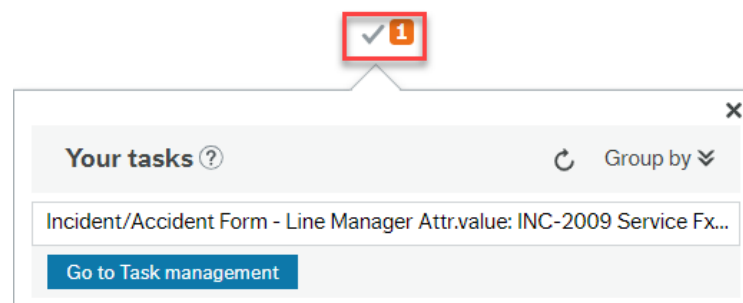 1
Your tasks ?
Group by
Incident/Accident Form - Line Manager Attr.value: INC-2009 Service Fx...
Go to Task management